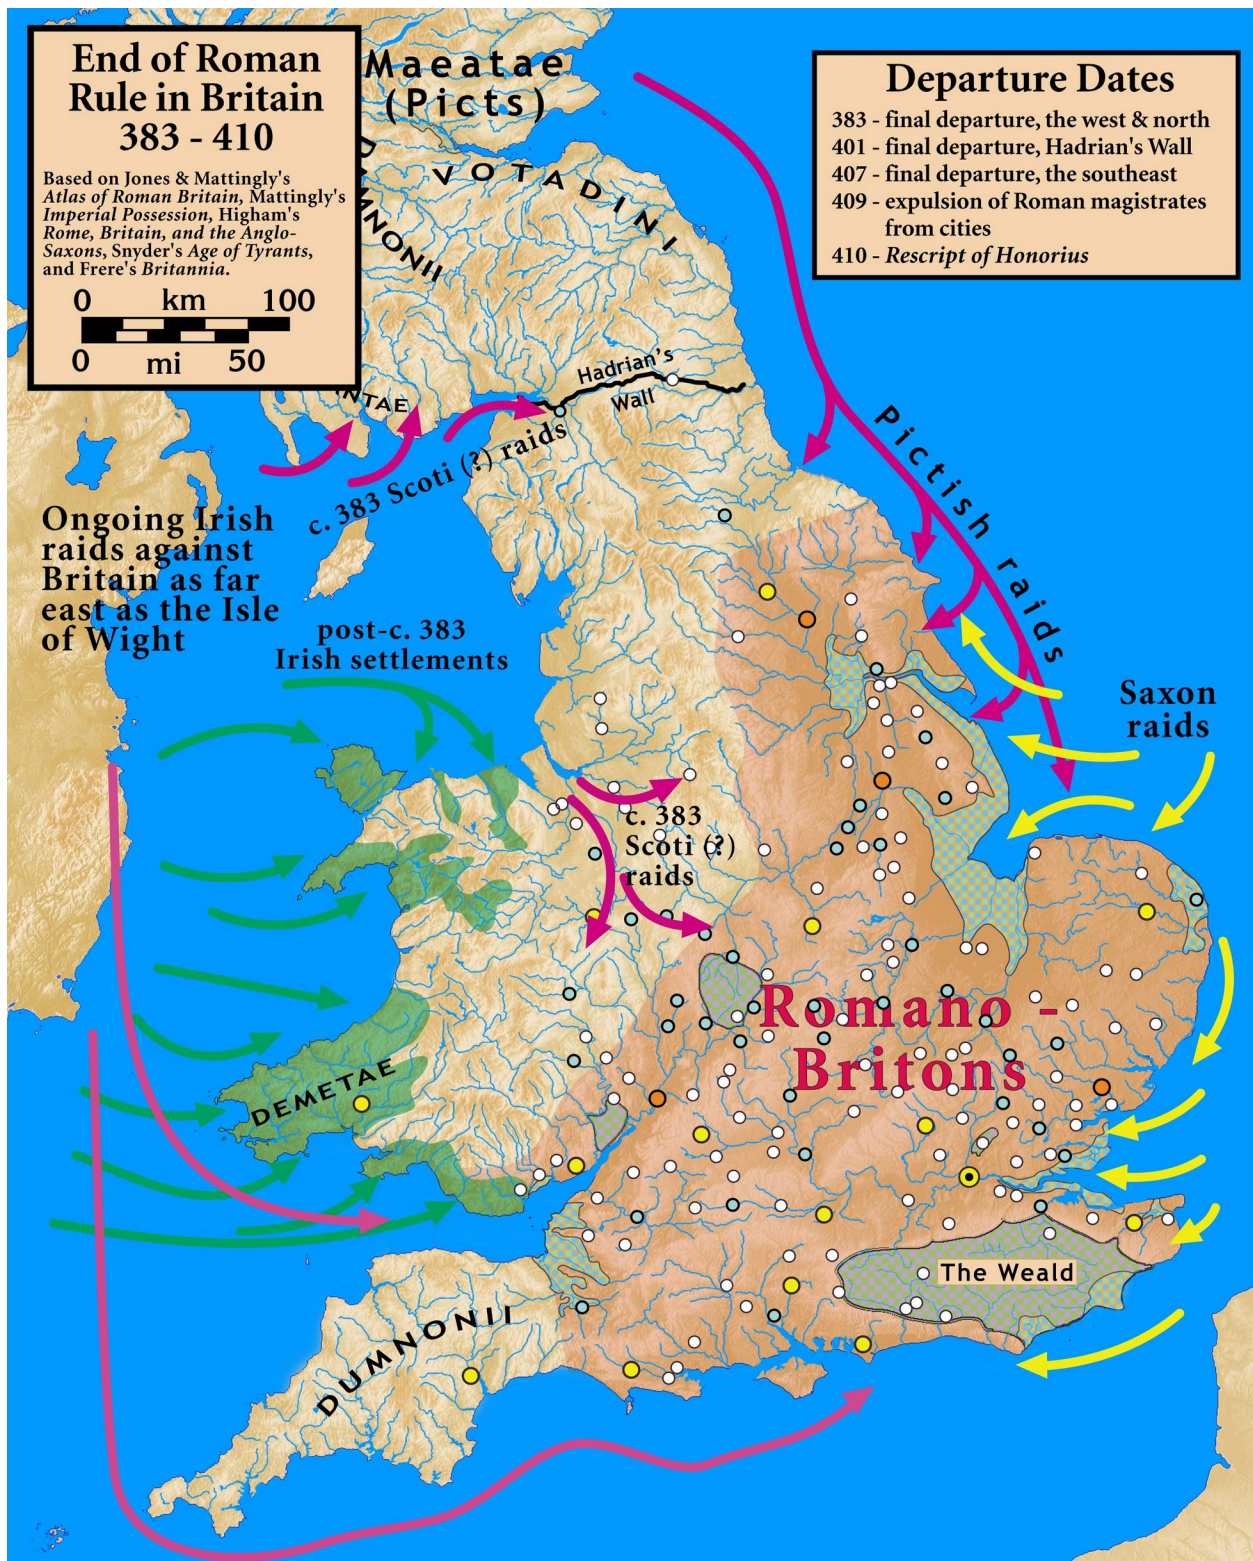 End of Roman
Rule in Britain
383 - 410
Based on Jones & Mattingly's
Atlas of Roman Britain, Mattingly's
Imperial Possession, Higham's
Rome, Britain, and the Anglo-
Saxons, Snyder's Age of Tyrants,
and Frere's Britannia.
0 km 100
0 mi 50
Maeatae
(Picts)
Departure Dates
383 - final departure, the west & north
401 - final departure, Hadrian's Wall
407 - final departure, the southeast
409 - expulsion of Roman magistrates
from cities
410 - Rescript of Honorius
VOTADINI
D MNONII
Hadrian's
Wall
NTAE
c. 383 Scoti (?) raids
Pictish raids
Ongoing Irish
raids against
Britain as far
east as the Isle
of Wight
post-c. 383
Irish settlements
Saxon
raids
c. 383
Scoti (?)
raids
Romano -
Britons
DEMETAE
The Weald
DUMNONII